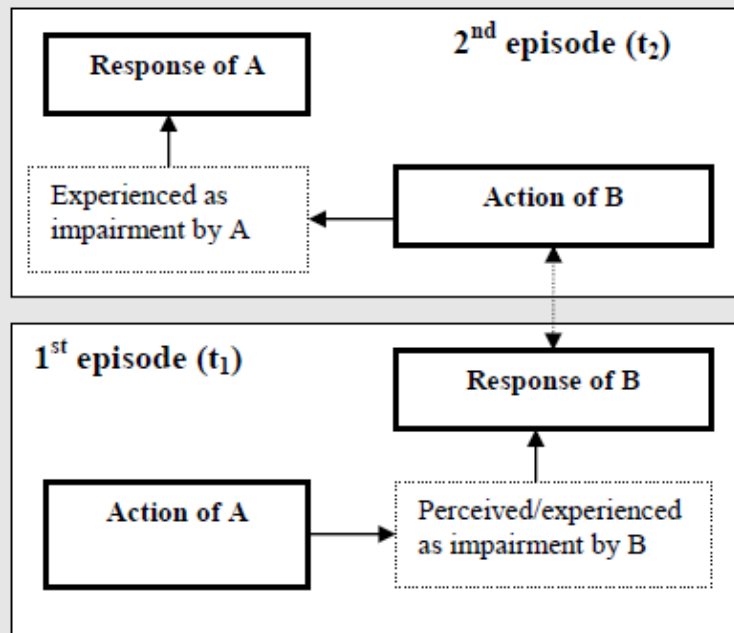 2nd episode (t2)
Response of A
Experienced as
impairment by A
Action of B
1st episode (t1)
Response of B
Action of A
Perceived/experienced
as impairment by B